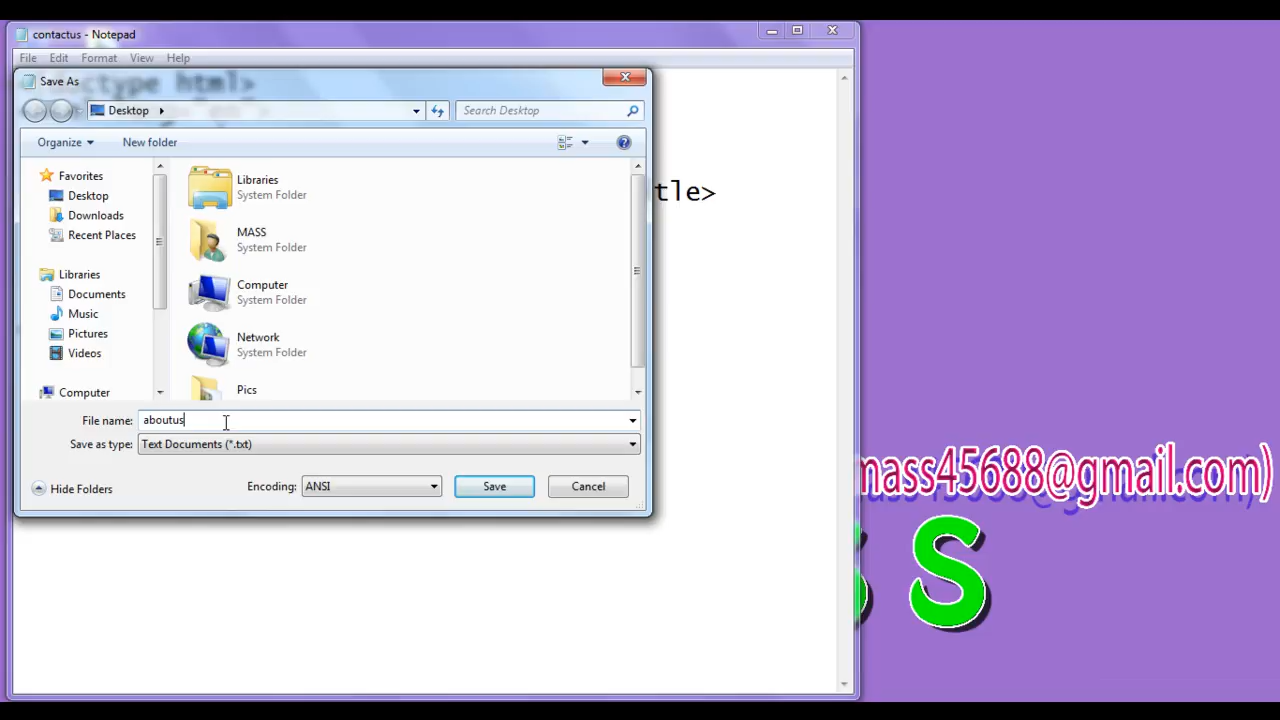 contactus - Notepad
File Edit Format View Help
ctype html>
Save As
Desktop
Search Desktop
Organize
New folder
Favorites
Desktop
Downloads
Recent Places
Libraries
Documents
Music
Pictures
Videos
Computer
Libraries
System Folder
MASS
System Folder
Computer
System Folder
Network
System Folder
Pics
tle>
File name: aboutus
Save as type: Text Documents (*.txt)
Hide Folders
Encoding: ANSI
Save
Cancel
mass45688@gmail.com)
S